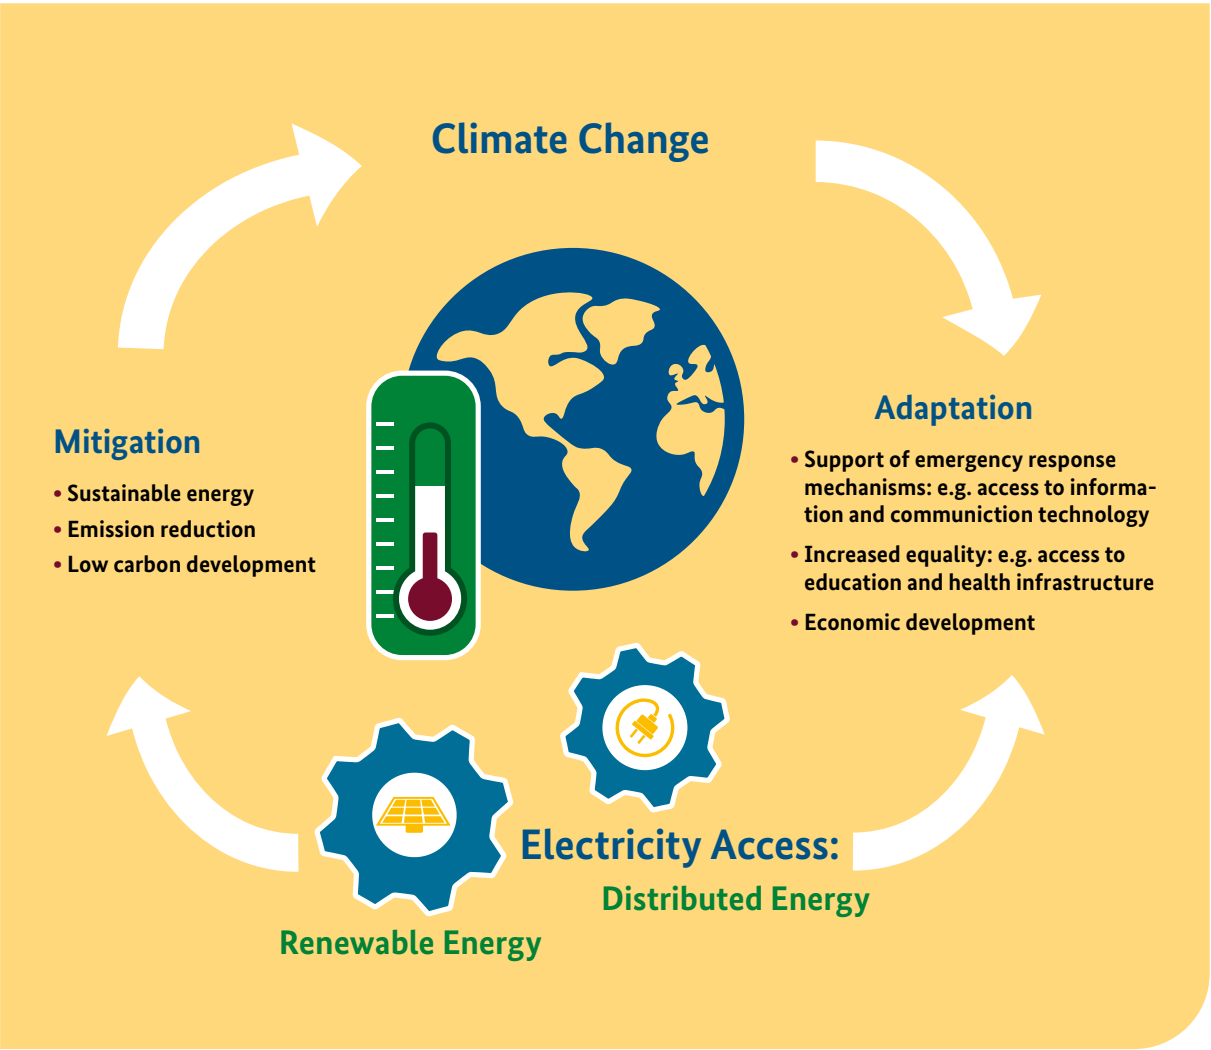 Climate Change
Mitigation
• Sustainable energy
• Emission reduction
• Low carbon development
Adaptation
• Support of emergency response
mechanisms: e.g. access to informa-
tion and communiction technology
• Increased equality: e.g. access to
education and health infrastructure
• Economic development
Electricity Access:
Distributed Energy
Renewable Energy